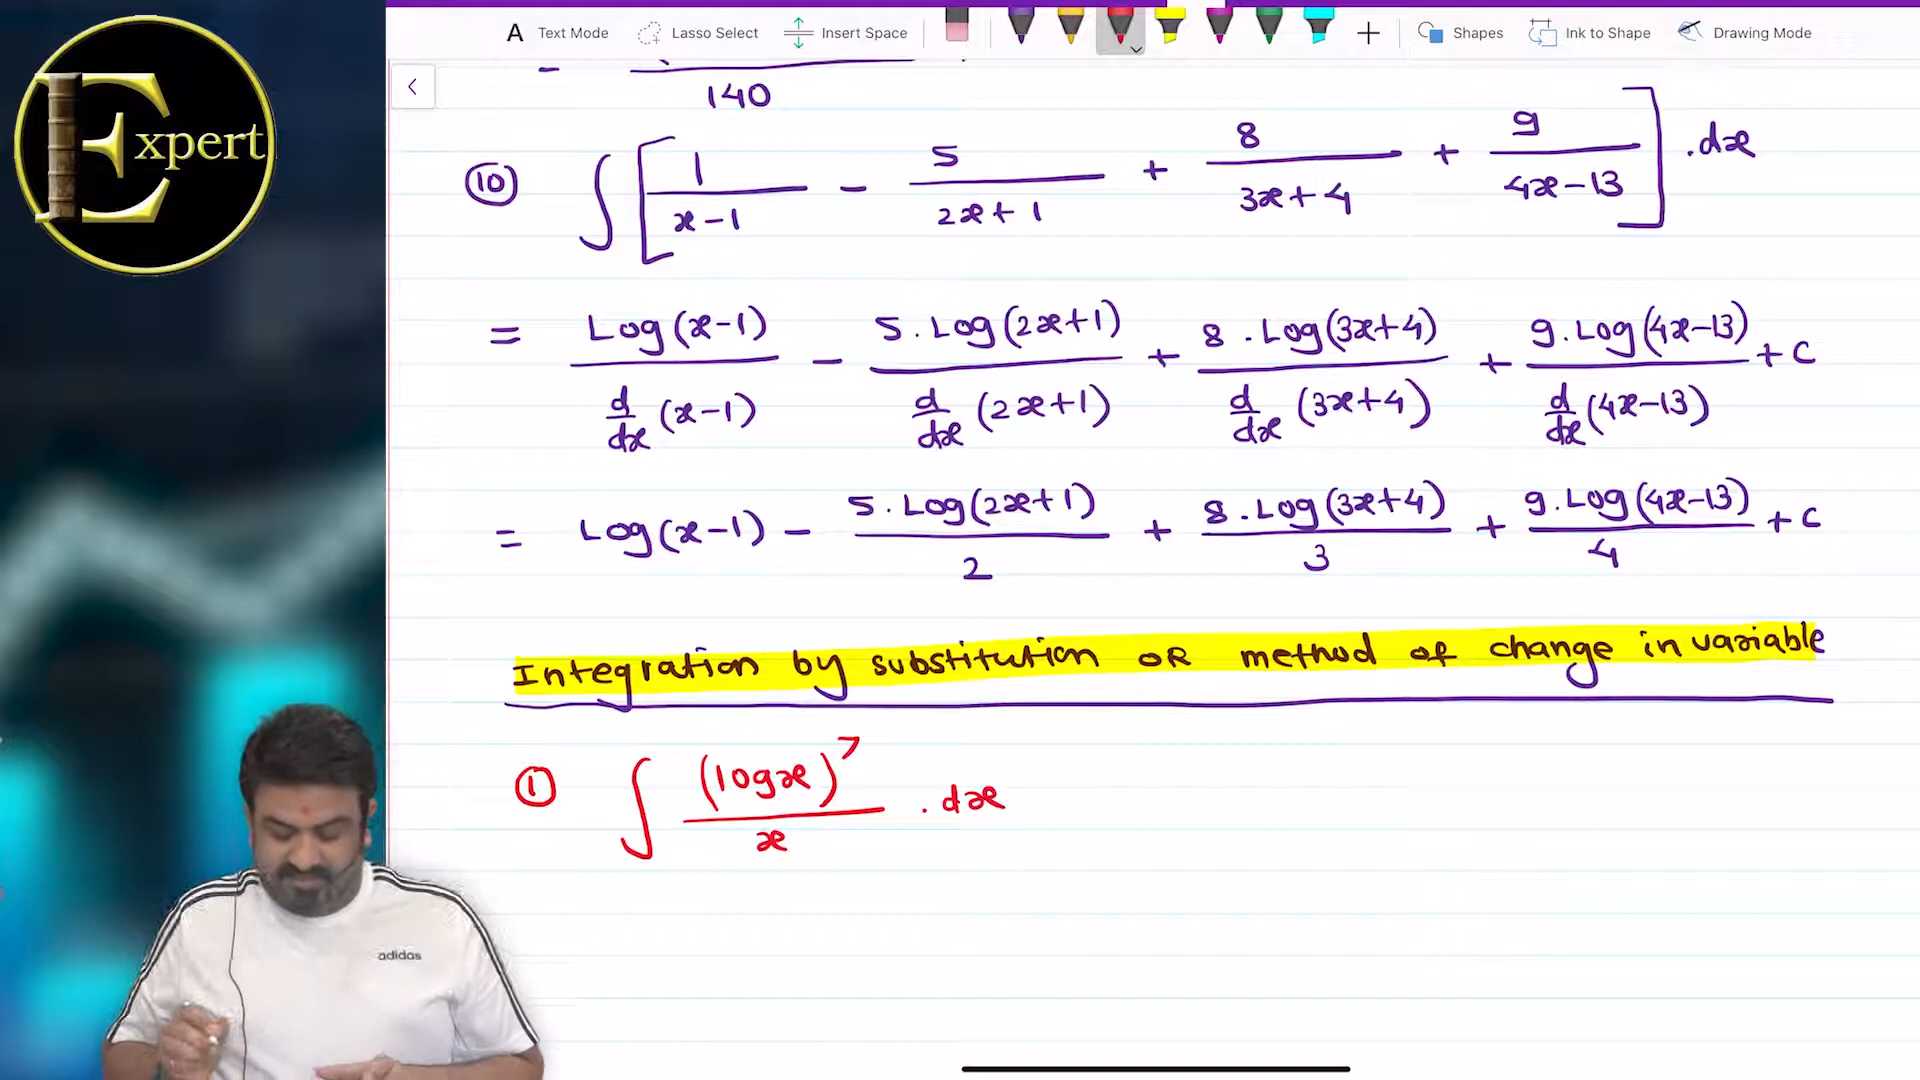 Expert
A Text Mode Lasso Select Insert Space Shapes Ink to Shape Drawing Mode
140
⑩ ∫ [ 1/(x-1) - 5/(2x+1) + 8/(3x+4) + 9/(4x-13) ] . dx
= Log(x-1) / d/dx (x-1) - 5.Log(2x+1) / d/dx (2x+1) + 8.Log(3x+4) / d/dx (3x+4) + 9.Log(4x-13) / d/dx (4x-13) + c
= Log(x-1) - 5.Log(2x+1)/2 + 8.Log(3x+4)/3 + 9.Log(4x-13)/4 + c
Integration by substitution OR method of change in variable
① ∫ (logx)^7 / x . dx
adidas